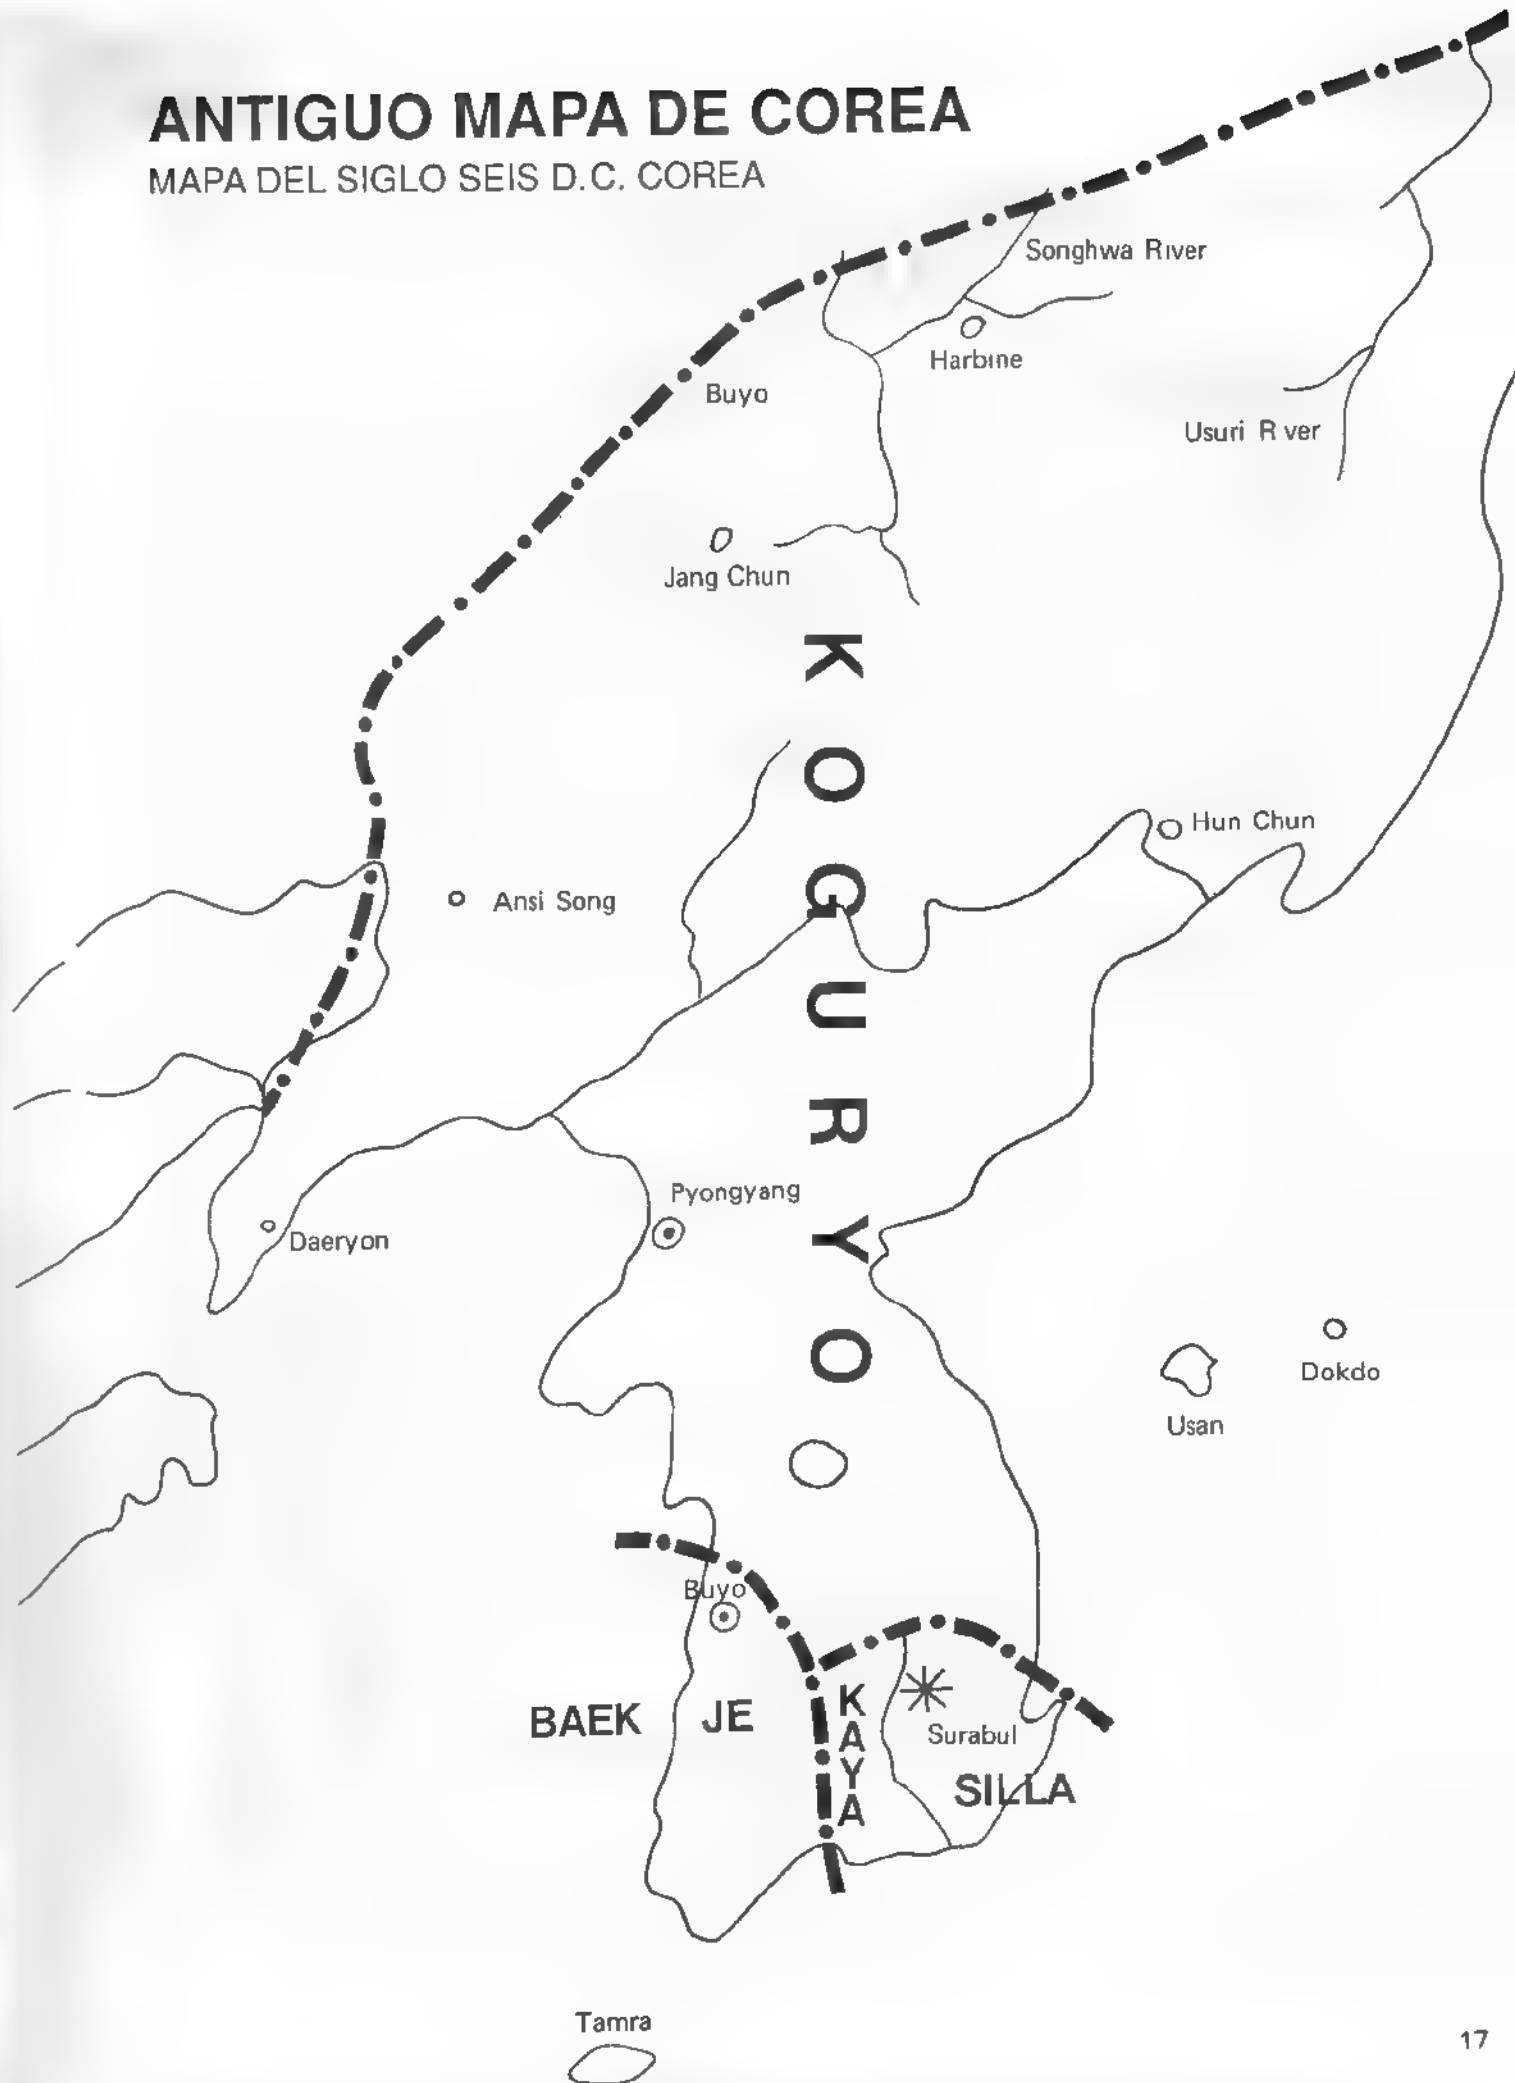 ANTIGUO MAPA DE COREA
MAPA DEL SIGLO SEIS D.C. COREA
Songhwa River
Harbine
Buyo
Usuri R ver
Jang Chun
KOGURYO
Hun Chun
Ansi Song
Pyongyang
Daeryon
Dokdo
Usan
Buyo
BAEK JE
KAYA
Surabul
SILLA
Tamra
17